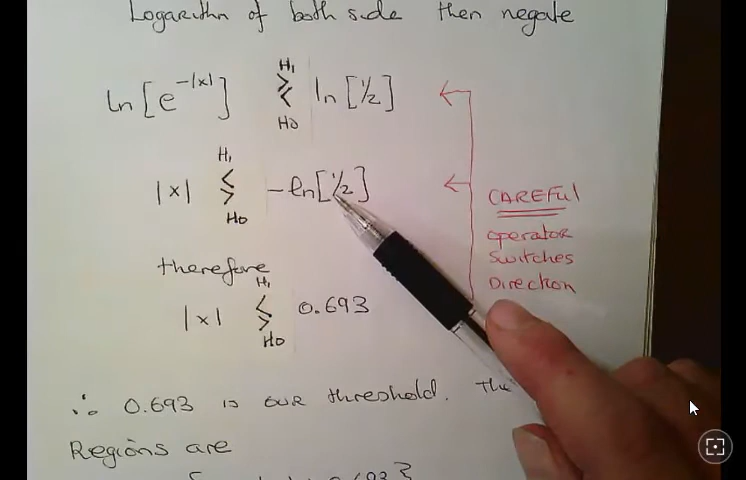 Logarithm of both side then negate
H₁
ln[e^-|x|] ≷ ln[1/2]
H₀
H₁
|x| ≶ -ln[1/2]
H₀
CAREFUL
operator
switches
Direction
therefore
H₁
|x| ≶ 0.693
H₀
∴ 0.693 is our threshold. The
Regions are